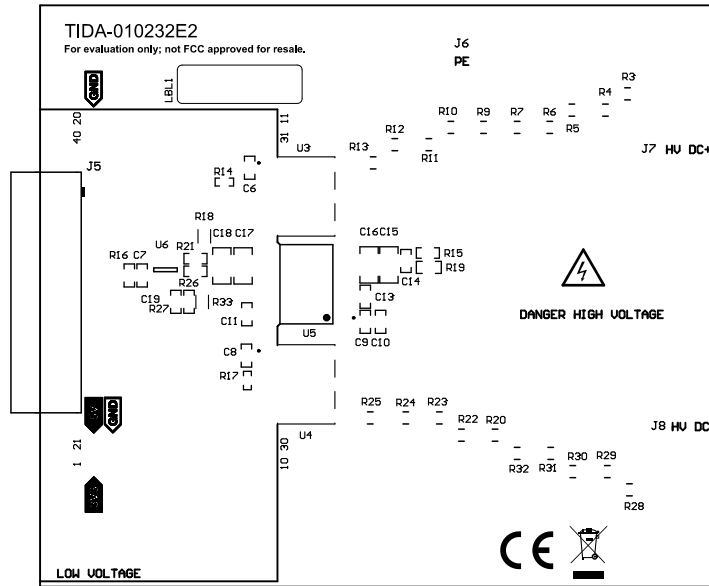 TIDA-010232E2
For evaluation only; not FCC approved for resale.
LBL1
J6
PE
GND
40 20
31 11
U3
R3
R4
R5
R6
R7
R9
R10
R11
R12
R13
J7 HV DC+
J5
R14
C6
R18
U6
R21
C18 C17
C16 C15
R15
R19
R16 C7
C14
C19
R26
R27
R33
C13
C11
U5
C9 C10
DANGER HIGH VOLTAGE
C8
R17
R25
R24
R23
R22 R20
U4
GND
J8 HV DC
1 21
10 30
R32
R31
R30
R29
R28
CE
LOW VOLTAGE